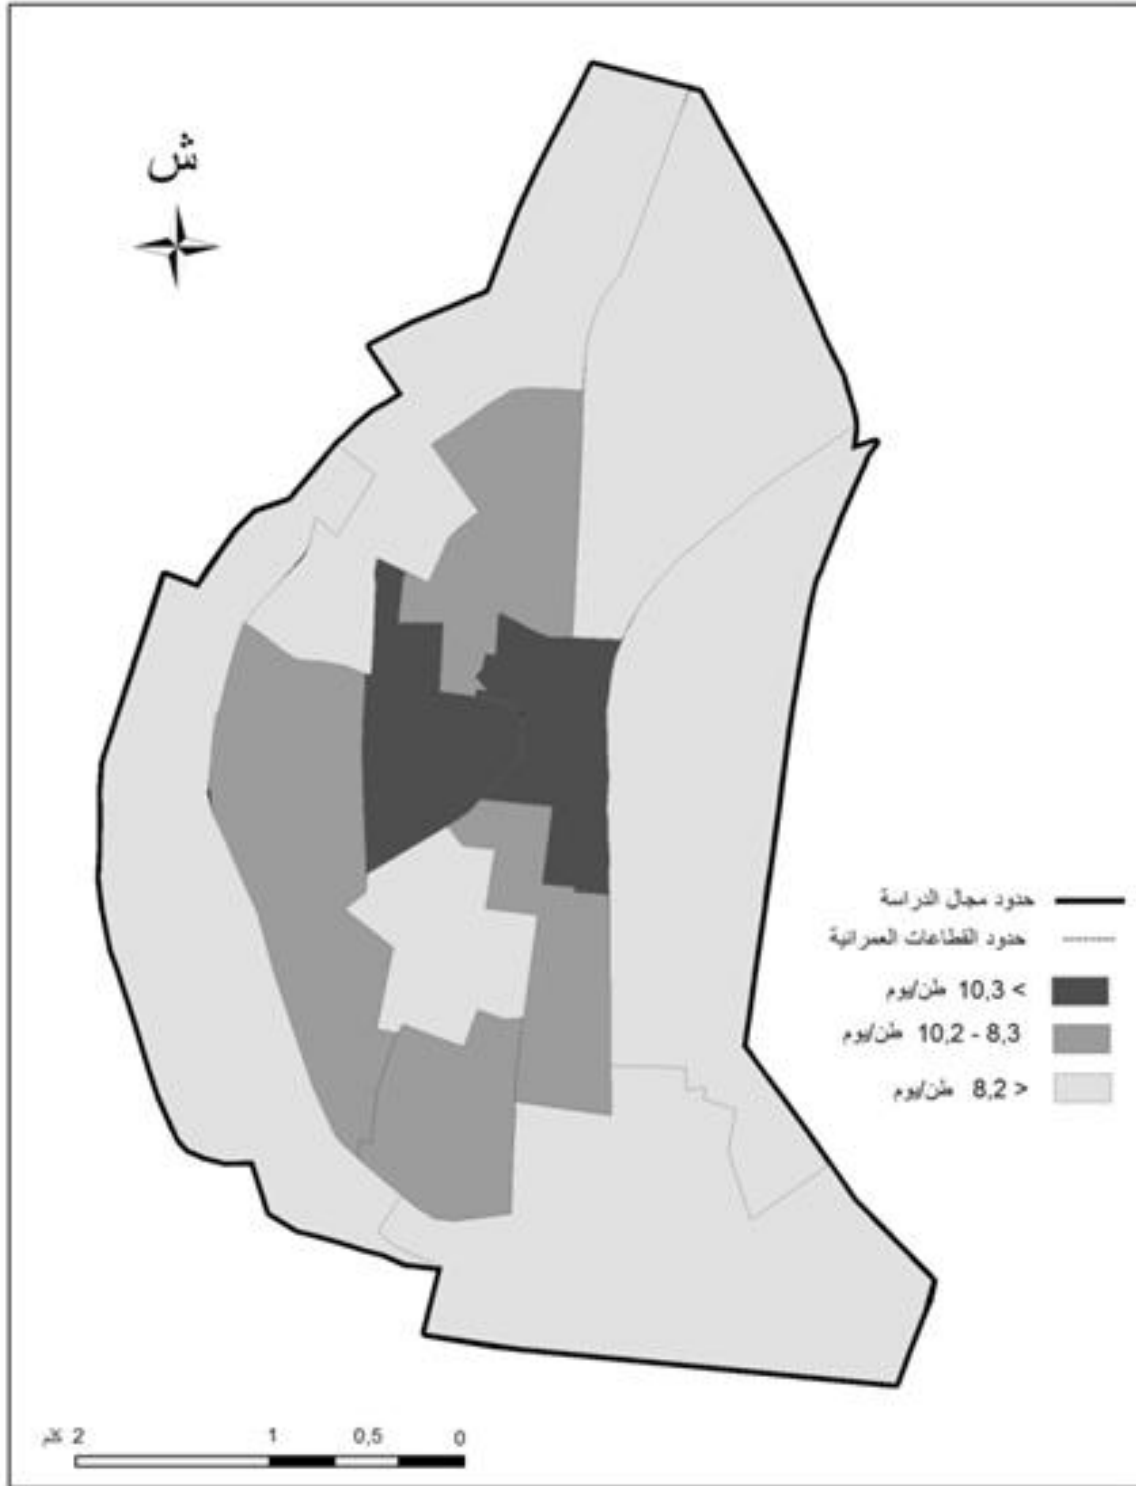 ش
حدود مجال الدراسة
حدود القطاعات العمرانية
> 10,3 طن/يوم
8,3 - 10,2 طن/يوم
< 8,2 طن/يوم
0 0,5 1 2 كلم